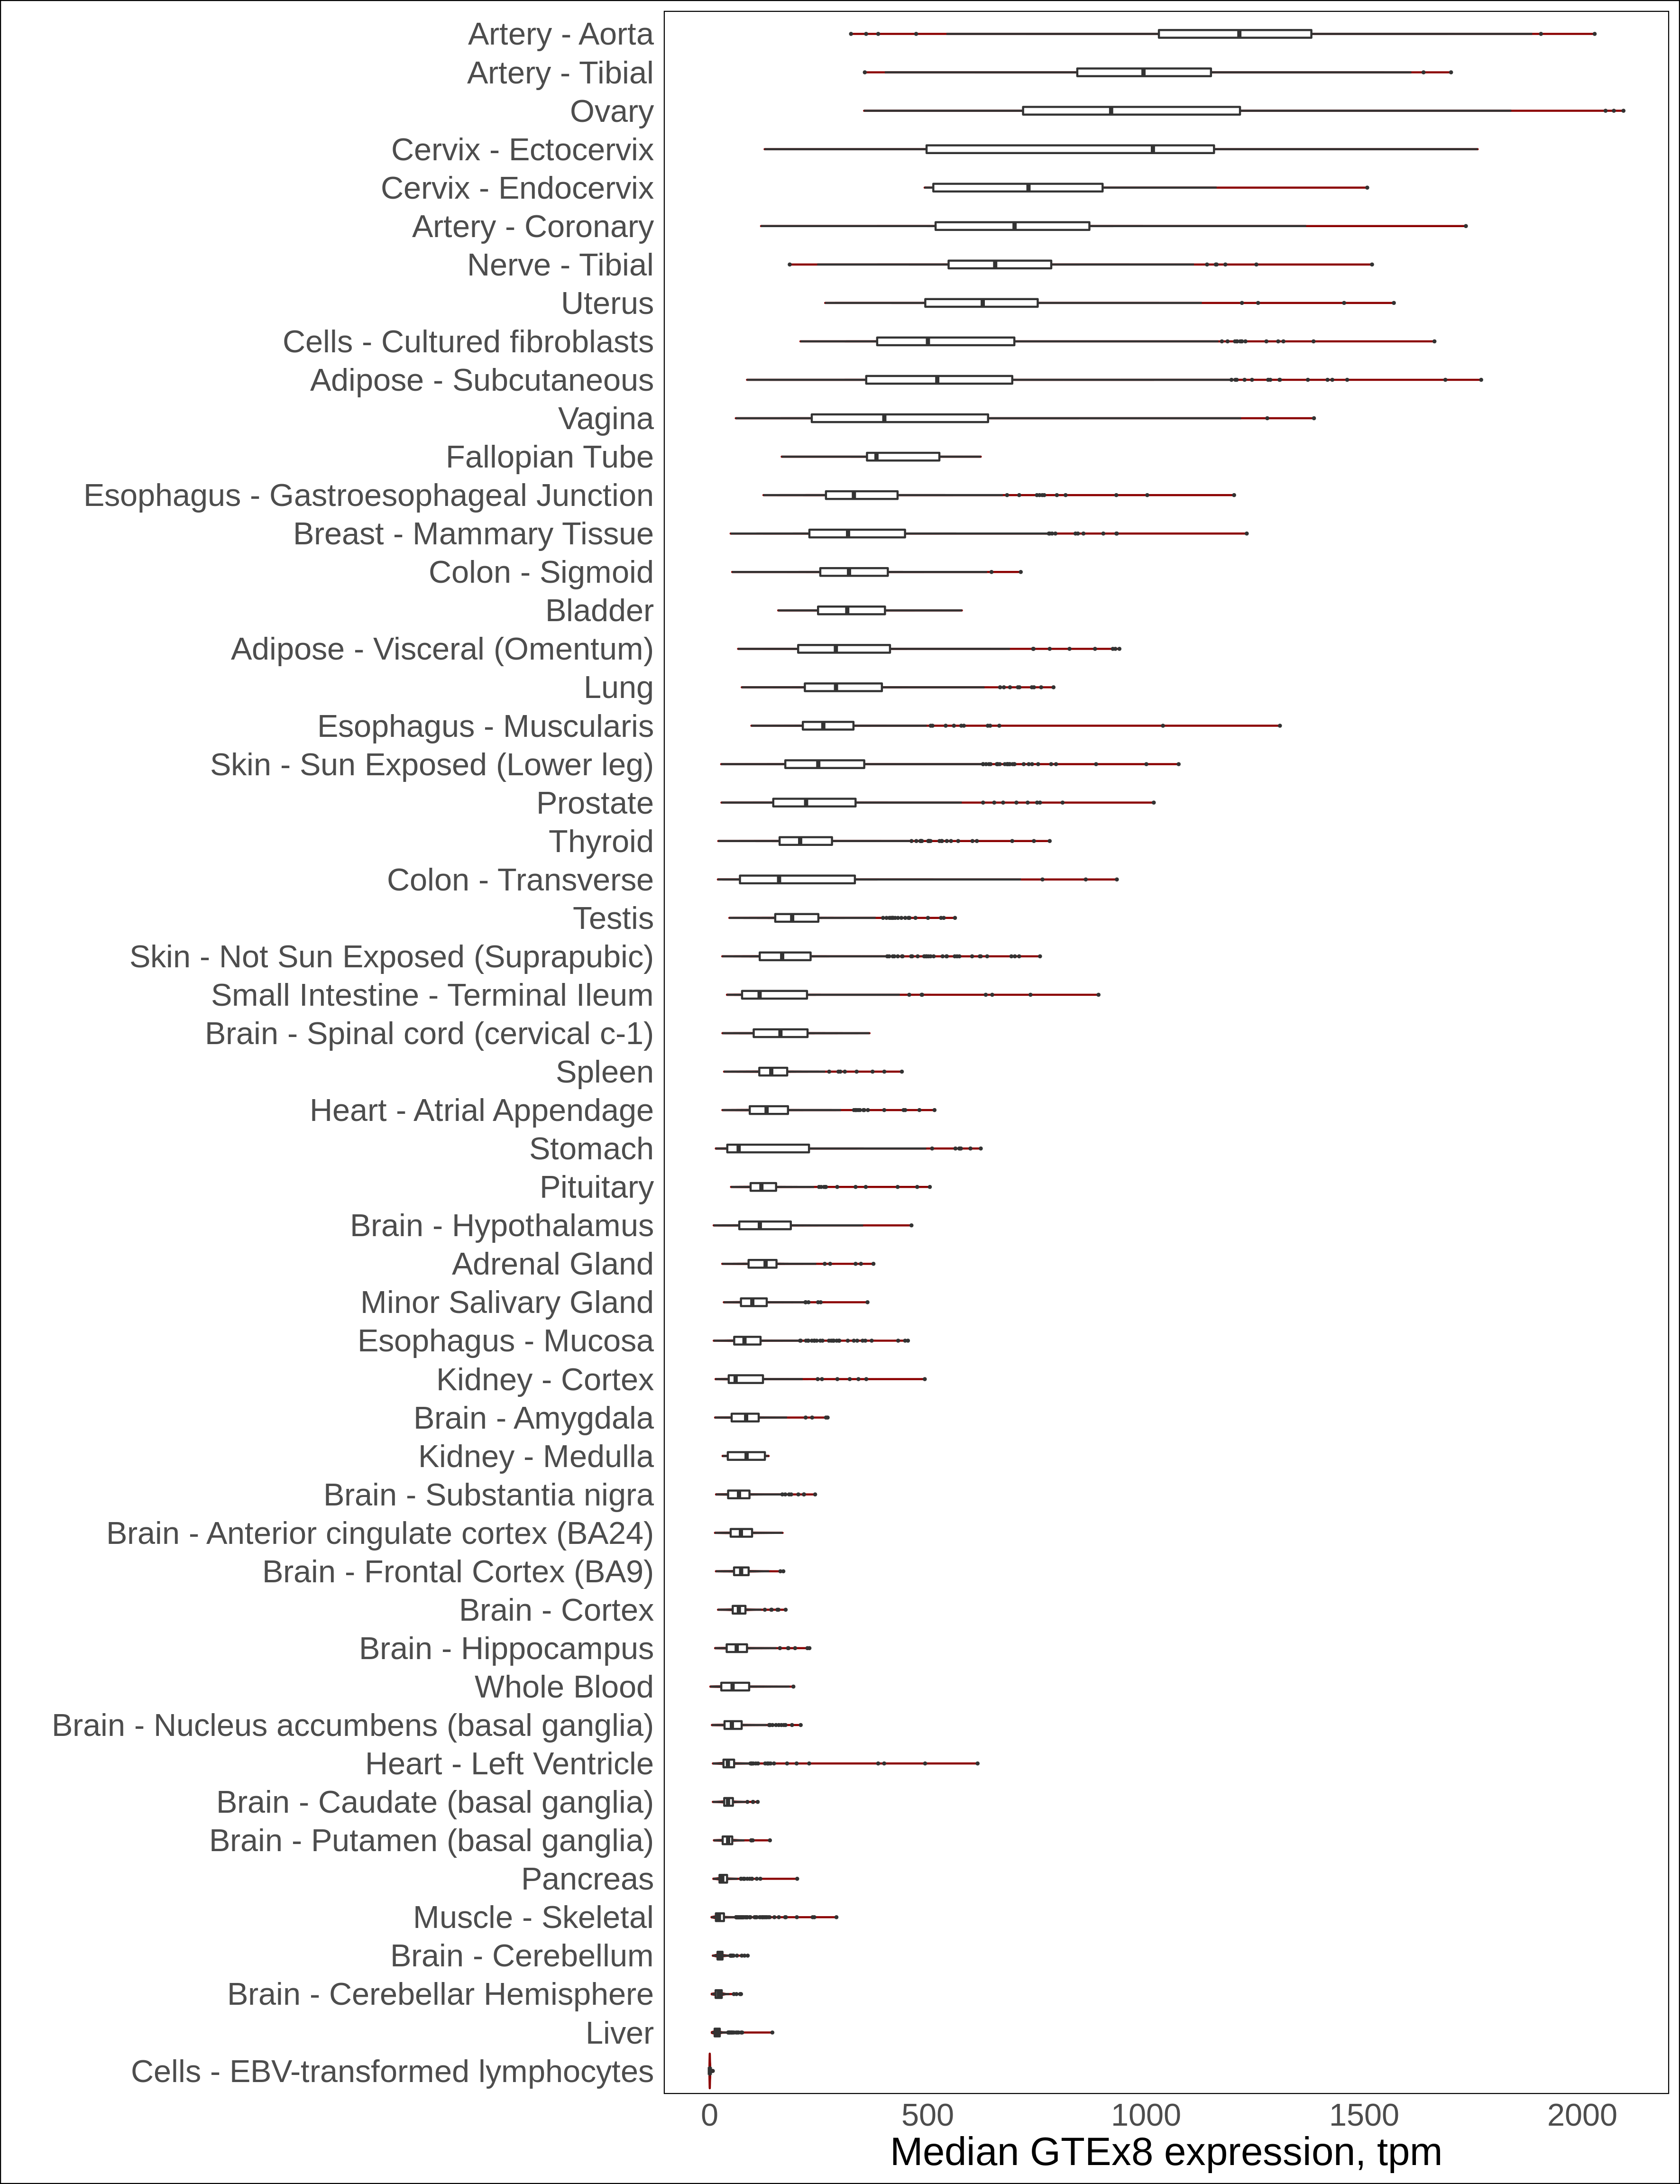 Artery - Aorta
Artery - Tibial
Ovary
Cervix - Ectocervix
Cervix - Endocervix
Artery - Coronary
Nerve - Tibial
Uterus
Cells - Cultured fibroblasts
Adipose - Subcutaneous
Vagina
Fallopian Tube
Esophagus - Gastroesophageal Junction
Breast - Mammary Tissue
Colon - Sigmoid
Bladder
Adipose - Visceral (Omentum)
Lung
Esophagus - Muscularis
Skin - Sun Exposed (Lower leg)
Prostate
Thyroid
Colon - Transverse
Testis
Skin - Not Sun Exposed (Suprapubic)
Small Intestine - Terminal Ileum
Brain - Spinal cord (cervical c-1)
Spleen
Heart - Atrial Appendage
Stomach
Pituitary
Brain - Hypothalamus
Adrenal Gland
Minor Salivary Gland
Esophagus - Mucosa
Kidney - Cortex
Brain - Amygdala
Kidney - Medulla
Brain - Substantia nigra
Brain - Anterior cingulate cortex (BA24)
Brain - Frontal Cortex (BA9)
Brain - Cortex
Brain - Hippocampus
Whole Blood
Brain - Nucleus accumbens (basal ganglia)
Heart - Left Ventricle
Brain - Caudate (basal ganglia)
Brain - Putamen (basal ganglia)
Pancreas
Muscle - Skeletal
Brain - Cerebellum
Brain - Cerebellar Hemisphere
Liver
Cells - EBV-transformed lymphocytes
0 500 1000 1500 2000
Median GTEx8 expression, tpm